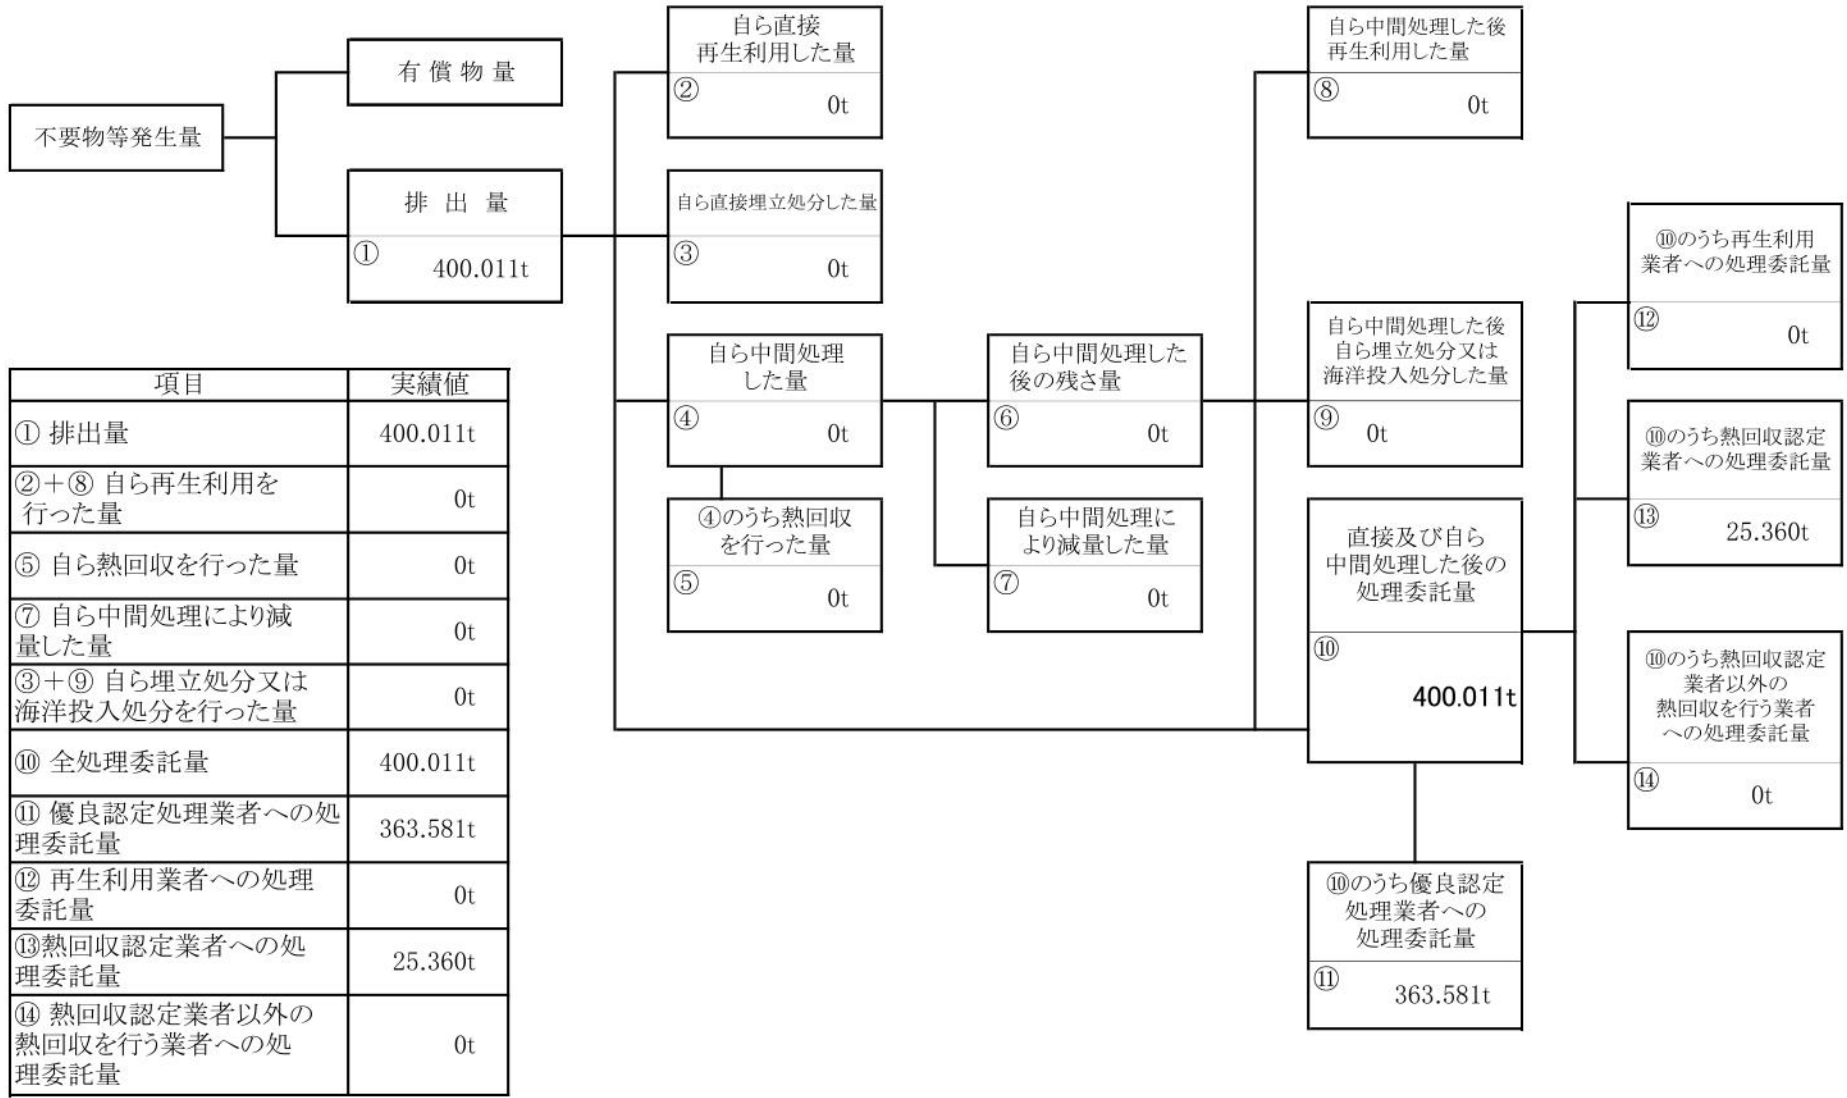 不要物等発生量
有償物量
排出量
①
400.011t
自ら直接
再生利用した量
②
0t
自ら直接埋立処分した量
③
0t
自ら中間処理
した量
④
0t
④のうち熱回収
を行った量
⑤
0t
自ら中間処理した
後の残さ量
⑥
0t
自ら中間処理に
より減量した量
⑦
0t
自ら中間処理した後
再生利用した量
⑧
0t
自ら中間処理した後
自ら埋立処分又は
海洋投入処分した量
⑨
0t
直接及び自ら
中間処理した後の
処理委託量
⑩
400.011t
⑩のうち優良認定
処理業者への
処理委託量
⑪
363.581t
⑩のうち再生利用
業者への処理委託量
⑫
0t
⑩のうち熱回収認定
業者への処理委託量
⑬
25.360t
⑩のうち熱回収認定
業者以外の
熱回収を行う業者
への処理委託量
⑭
0t
項目 実績値
① 排出量 400.011t
②+⑧ 自ら再生利用を
行った量
0t
⑤ 自ら熱回収を行った量 0t
⑦ 自ら中間処理により減
量した量
0t
③+⑨ 自ら埋立処分又は
海洋投入処分を行った量
0t
⑩ 全処理委託量 400.011t
⑪ 優良認定処理業者への処
理委託量
363.581t
⑫ 再生利用業者への処理
委託量
0t
⑬熱回収認定業者への処
理委託量
25.360t
⑭ 熱回収認定業者以外の
熱回収を行う業者への処
理委託量
0t